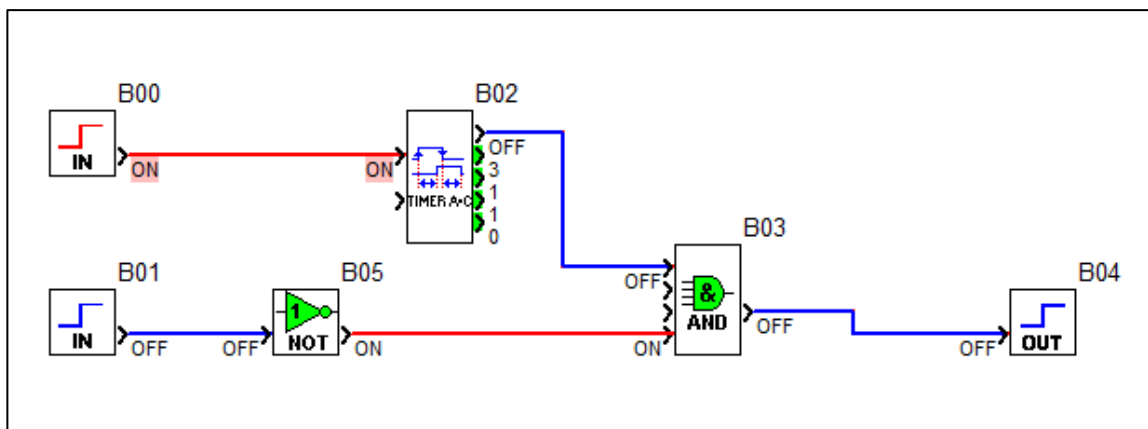 B00
IN
ON
ON
B02
TIMER A•C
OFF
3
1
1
0
B01
IN
OFF
OFF
B05
1
NOT
ON
B03
OFF
&
AND
ON
OFF
B04
OFF
OUT